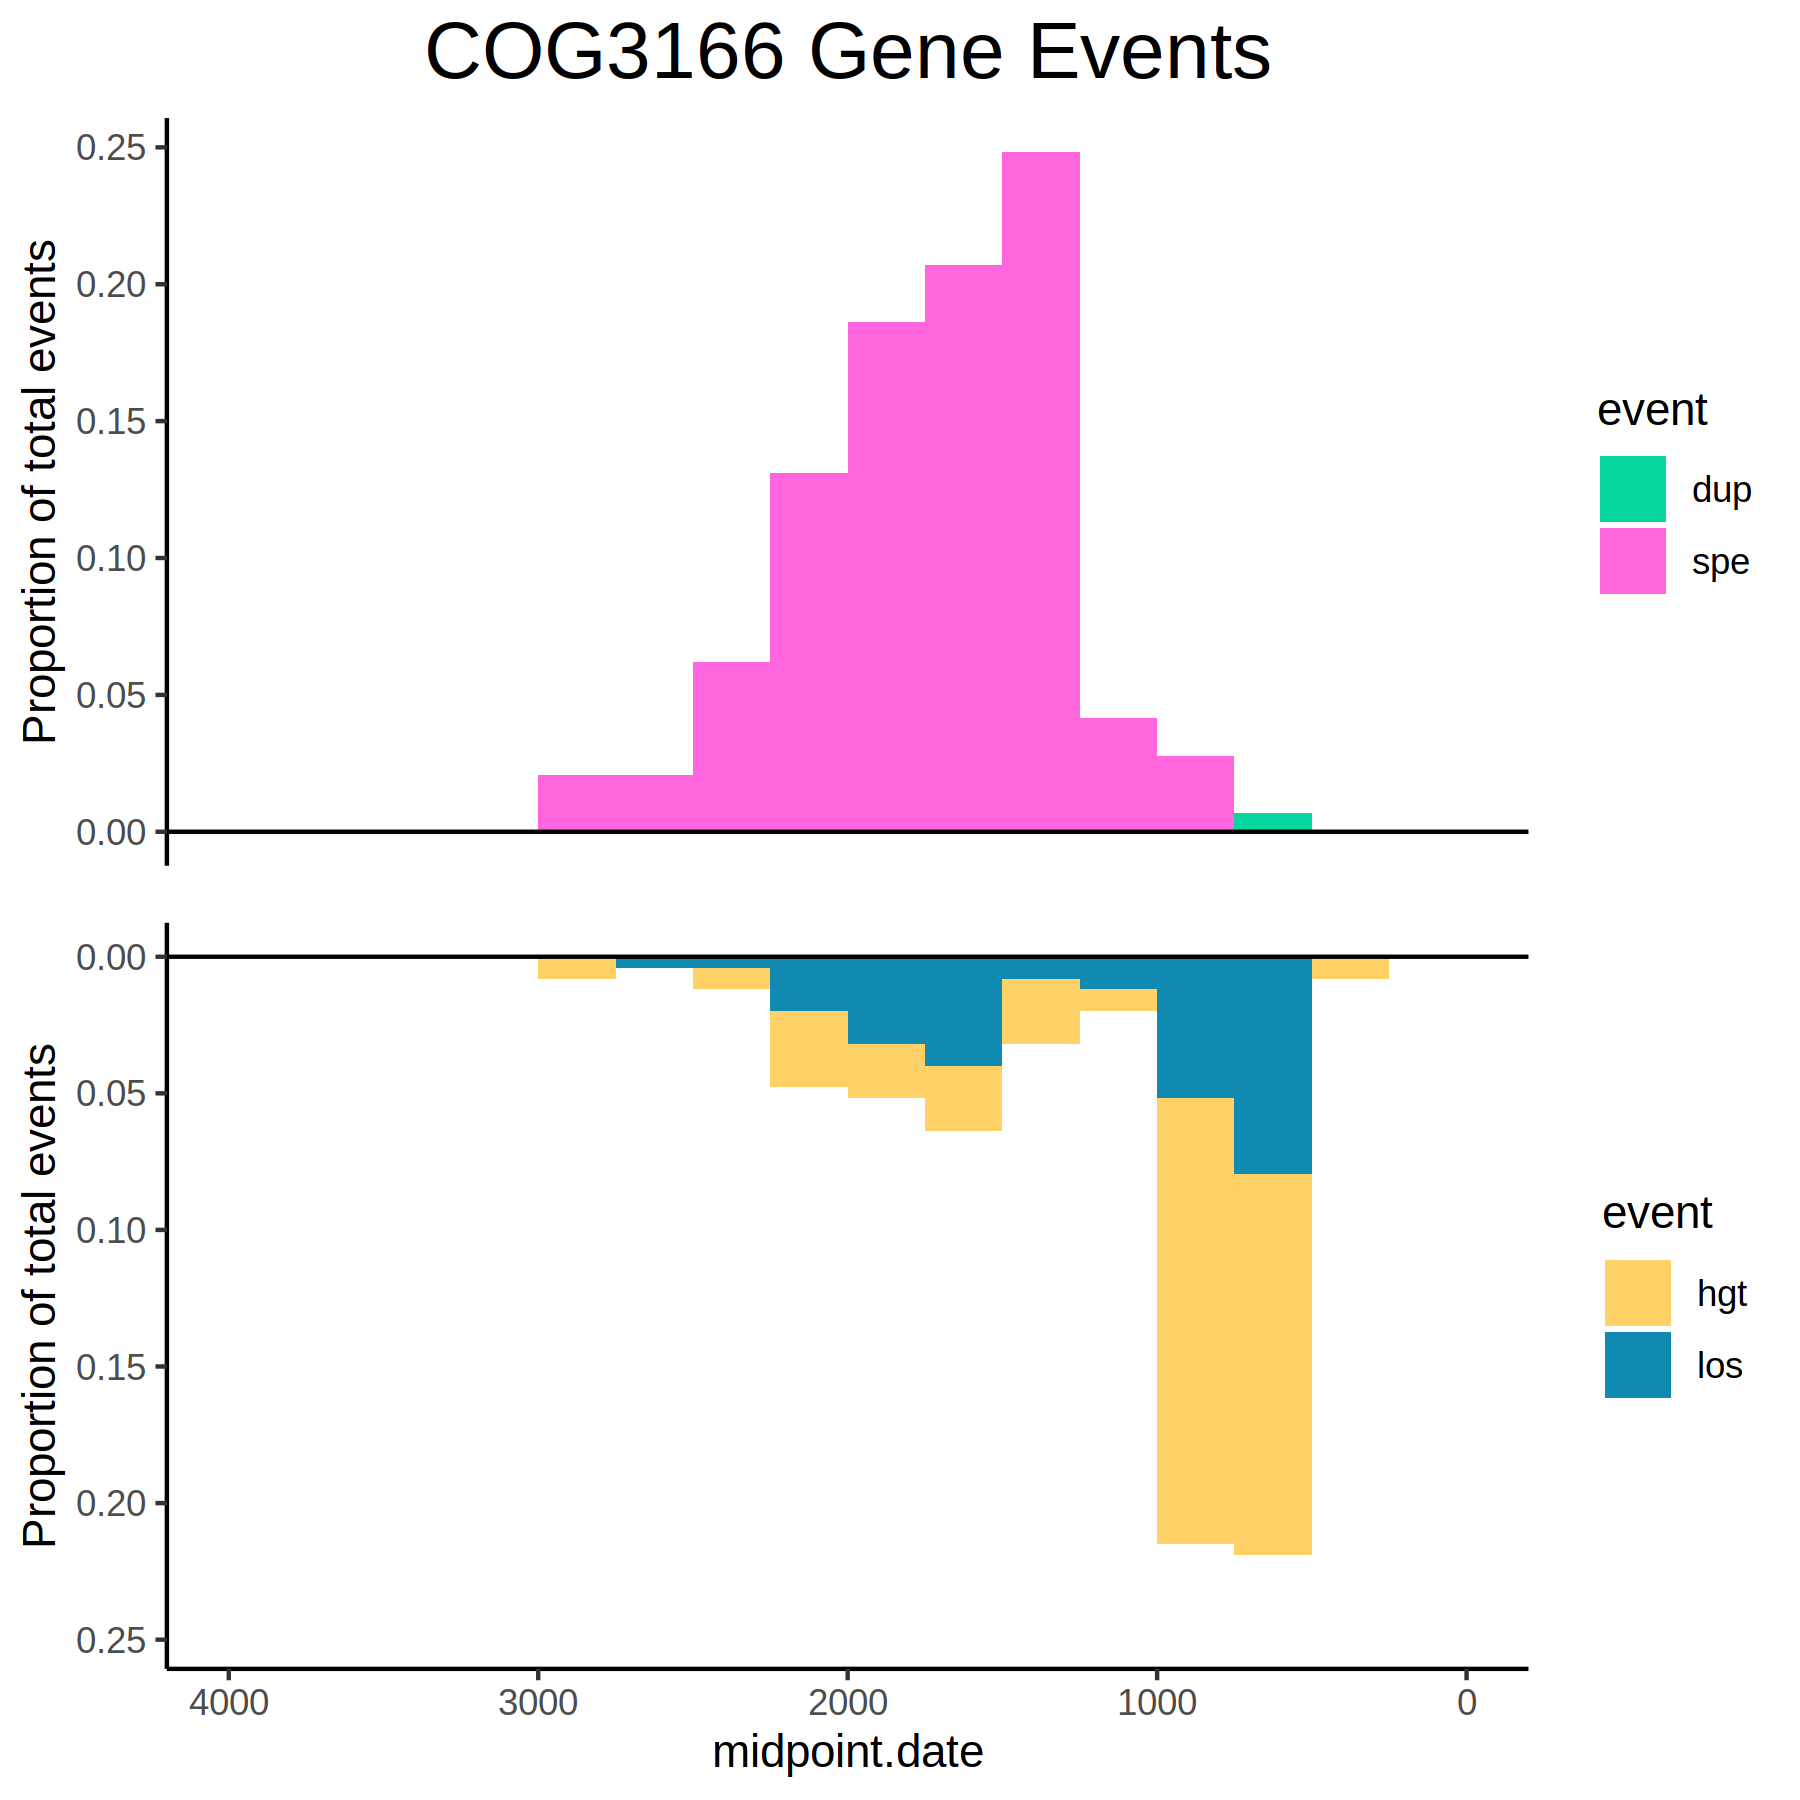 COG3166 Gene Events
Proportion of total events
0.25
0.20
0.15
0.10
0.05
0.00
event
dup
spe
Proportion of total events
0.00
0.05
0.10
0.15
0.20
0.25
event
hgt
los
4000 3000 2000 1000 0
midpoint.date